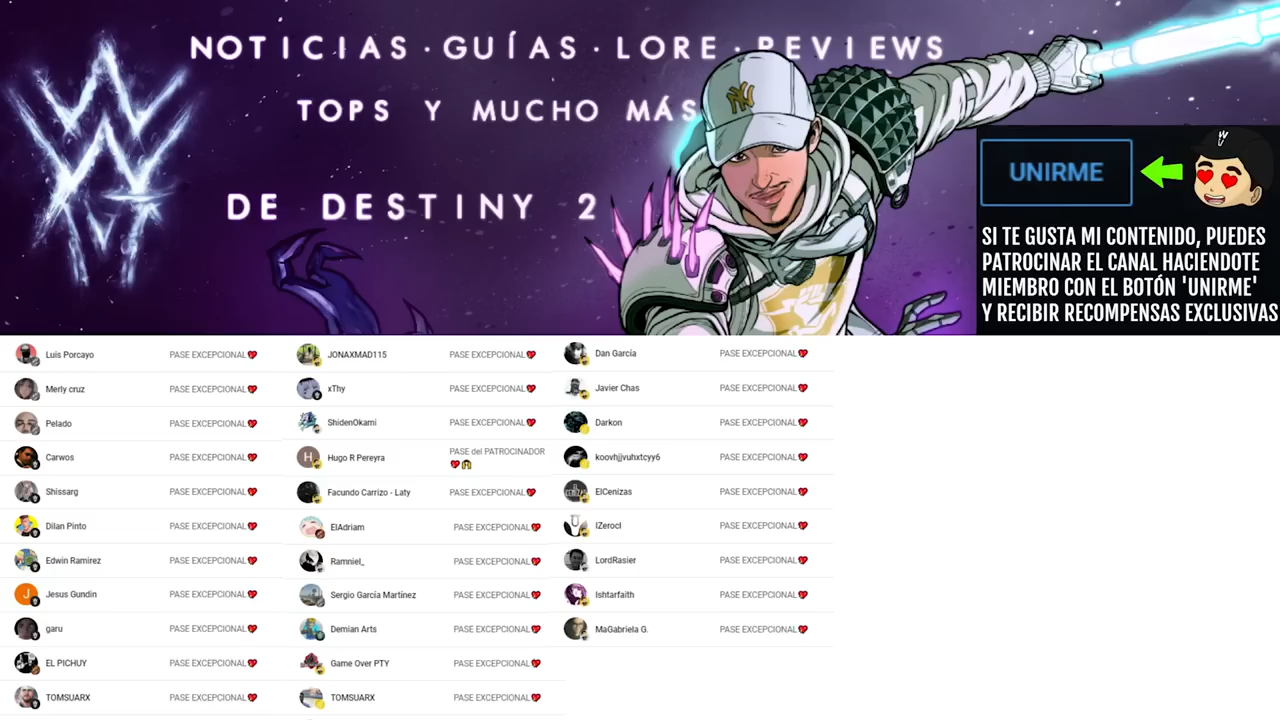 NOTICIAS · GUÍAS · LORE · REVIEWS
TOPS Y MUCHO MÁS
DE DESTINY 2
UNIRME
SI TE GUSTA MI CONTENIDO, PUEDES
PATROCINAR EL CANAL HACIENDOTE
MIEMBRO CON EL BOTÓN 'UNIRME'
Y RECIBIR RECOMPENSAS EXCLUSIVAS
Luis Porcayo PASE EXCEPCIONAL
Merly cruz PASE EXCEPCIONAL
Pelado PASE EXCEPCIONAL
Carwos PASE EXCEPCIONAL
Shissarg PASE EXCEPCIONAL
Dilan Pinto PASE EXCEPCIONAL
Edwin Ramirez PASE EXCEPCIONAL
J
Jesus Gundin PASE EXCEPCIONAL
garu PASE EXCEPCIONAL
EL PICHUY PASE EXCEPCIONAL
TOMSUARX PASE EXCEPCIONAL
JONAXMAD115 PASE EXCEPCIONAL
xThy PASE EXCEPCIONAL
ShidenOkami PASE EXCEPCIONAL
H
Hugo R Pereyra PASE del PATROCINADOR
Facundo Carrizo - Laty PASE EXCEPCIONAL
ElAdriam PASE EXCEPCIONAL
Ramniel_ PASE EXCEPCIONAL
Sergio García Martínez PASE EXCEPCIONAL
Demian Arts PASE EXCEPCIONAL
Game Over PTY PASE EXCEPCIONAL
TOMSUARX PASE EXCEPCIONAL
Dan García PASE EXCEPCIONAL
Javier Chas PASE EXCEPCIONAL
Darkon PASE EXCEPCIONAL
koovhjjvuhxtcyy6 PASE EXCEPCIONAL
ElCenizas PASE EXCEPCIONAL
IZerocI PASE EXCEPCIONAL
LordRasier PASE EXCEPCIONAL
Ishtarfaith PASE EXCEPCIONAL
MaGabriela G. PASE EXCEPCIONAL